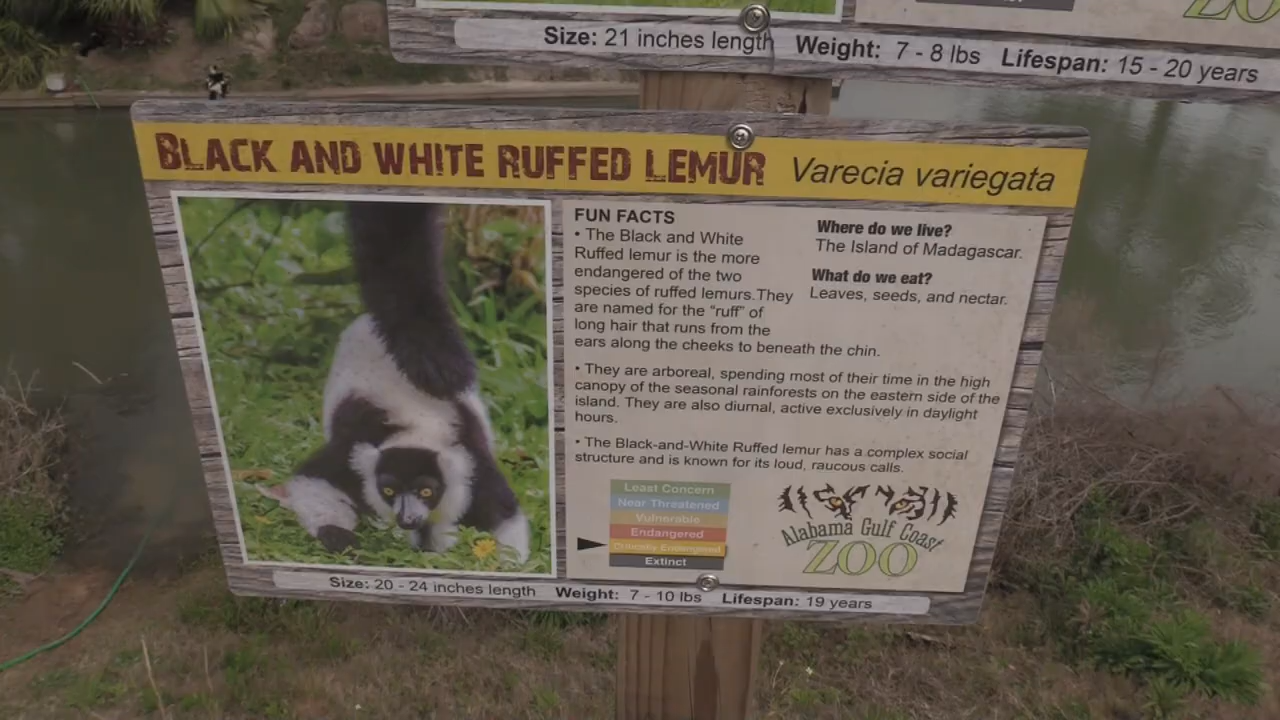 Size: 21 inches length Weight: 7 - 8 lbs Lifespan: 15 - 20 years
ZO
BLACK AND WHITE RUFFED LEMUR Varecia variegata
FUN FACTS
• The Black and White
Ruffed lemur is the more
endangered of the two
species of ruffed lemurs.They
are named for the “ruff” of
long hair that runs from the
ears along the cheeks to beneath the chin.
Where do we live?
The Island of Madagascar.
What do we eat?
Leaves, seeds, and nectar.
• They are arboreal, spending most of their time in the high
canopy of the seasonal rainforests on the eastern side of the
island. They are also diurnal, active exclusively in daylight
hours.
• The Black-and-White Ruffed lemur has a complex social
structure and is known for its loud, raucous calls.
Least Concern
Near Threatened
Vulnerable
Endangered
Critically Endangered
Extinct
Alabama Gulf Coast
ZOO
Size: 20 - 24 inches length Weight: 7 - 10 lbs Lifespan: 19 years